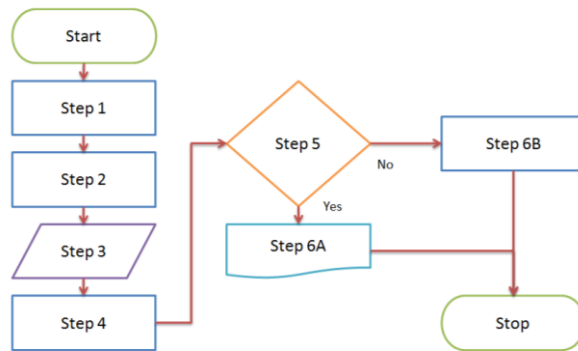 Start
Step 1
Step 2
Step 3
Step 4
Step 5
No
Yes
Step 6A
Step 6B
Stop